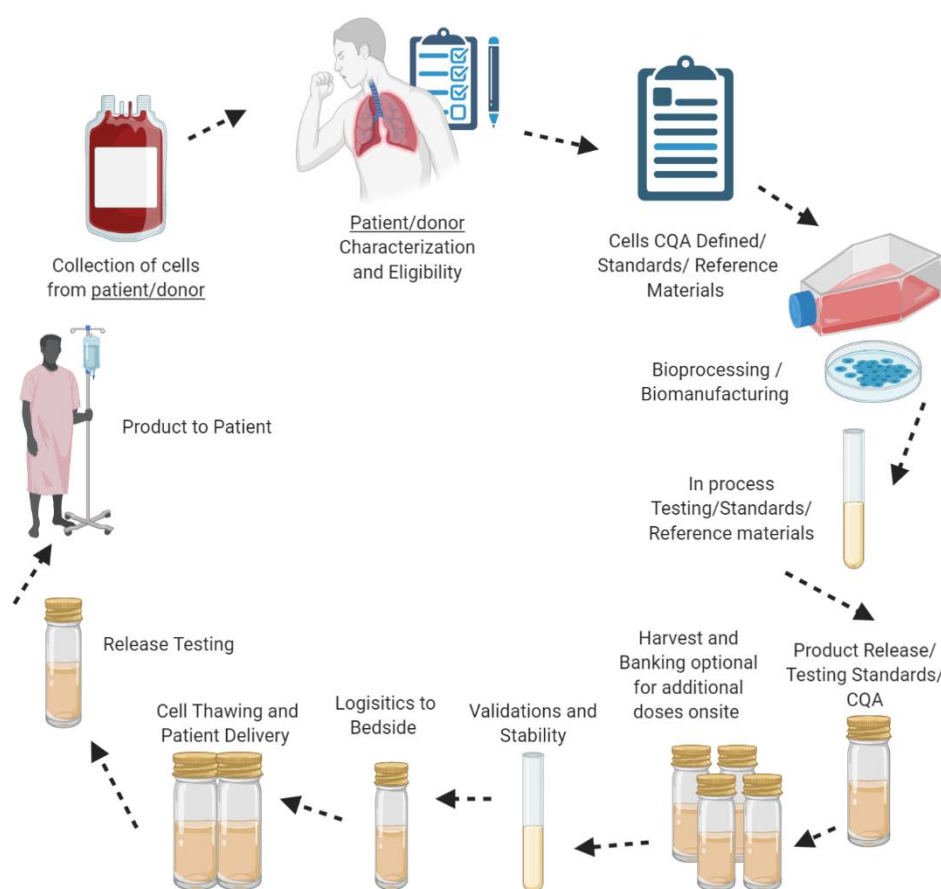 Collection of cells
from patient/donor
Patient/donor
Characterization
and Eligibility
Cells CQA Defined/
Standards/ Reference
Materials
Bioprocessing /
Biomanufacturing
In process
Testing/Standards/
Reference materials
Product Release/
Testing Standards/
CQA
Harvest and
Banking optional
for additional
doses onsite
Validations and
Stability
Logisitics to
Bedside
Cell Thawing and
Patient Delivery
Release Testing
Product to Patient